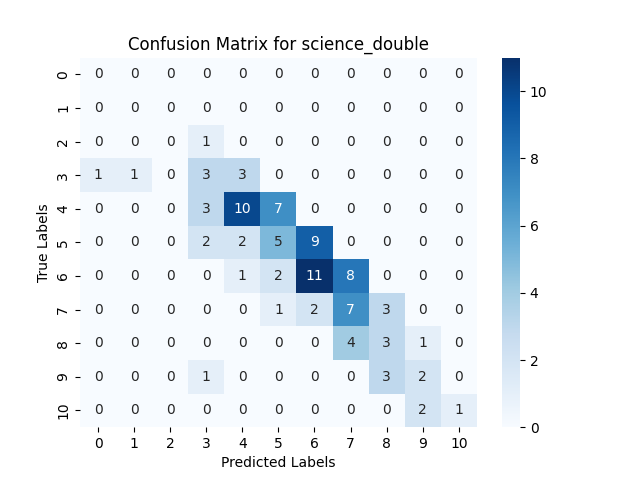 Confusion Matrix for science_double
0 0 0 0 0 0 0 0 0 0 0 0
1 0 0 0 0 0 0 0 0 0 0 0
2 0 0 0 1 0 0 0 0 0 0 0
3 1 1 0 3 3 0 0 0 0 0 0
4 0 0 0 3 10 7 0 0 0 0 0
5 0 0 0 2 2 5 9 0 0 0 0
6 0 0 0 0 1 2 11 8 0 0 0
7 0 0 0 0 0 1 2 7 3 0 0
8 0 0 0 0 0 0 0 4 3 1 0
9 0 0 0 1 0 0 0 0 3 2 0
10 0 0 0 0 0 0 0 0 0 2 1
0 1 2 3 4 5 6 7 8 9 10
Predicted Labels
True Labels
10
8
6
4
2
0